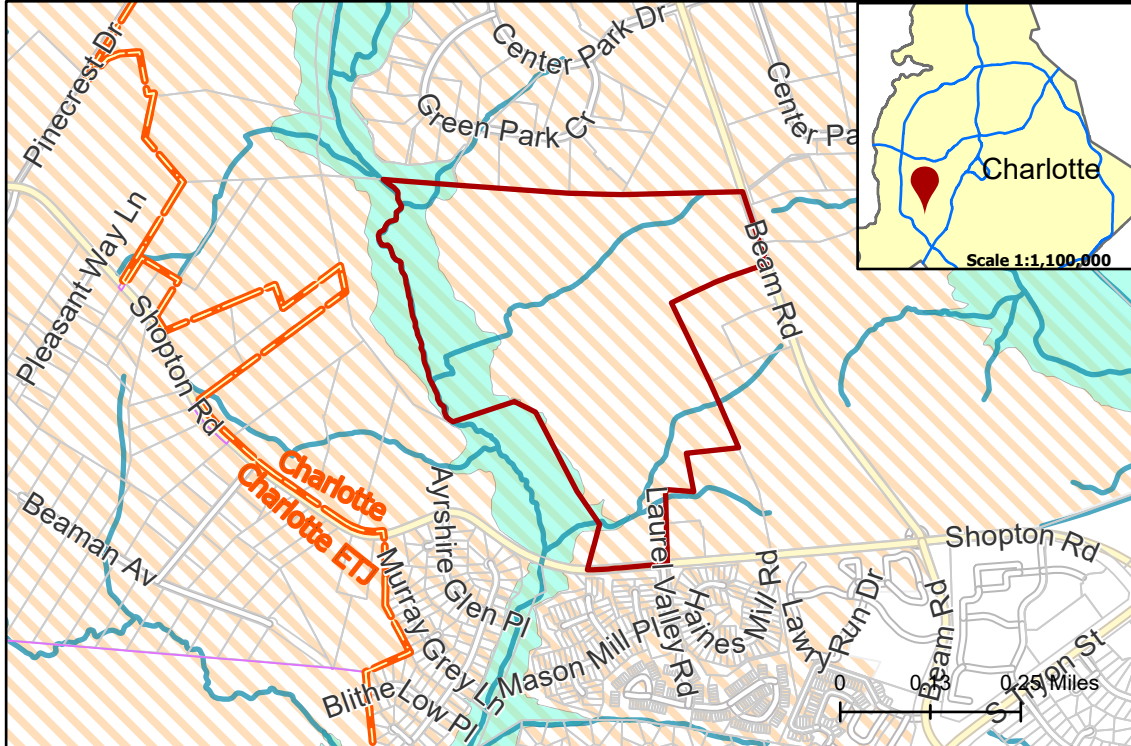 Pinecrest Dr
Center Park Dr
Green Park Cr
Center Pa
Charlotte
Scale 1:1,100,000
Pleasant Way Ln
Shopton Rd
Beam Rd
Charlotte
Charlotte ETJ
Beaman Av
Ayrshire Glen Pl
Murray Grey Ln
Blithe Low Pl
Mason Mill Pl
Laurel Valley Rd
Haines Mill Rd
Shopton Rd
Run Dr
Beam Rd
S Tryon St
0 0.13 0.25 Miles